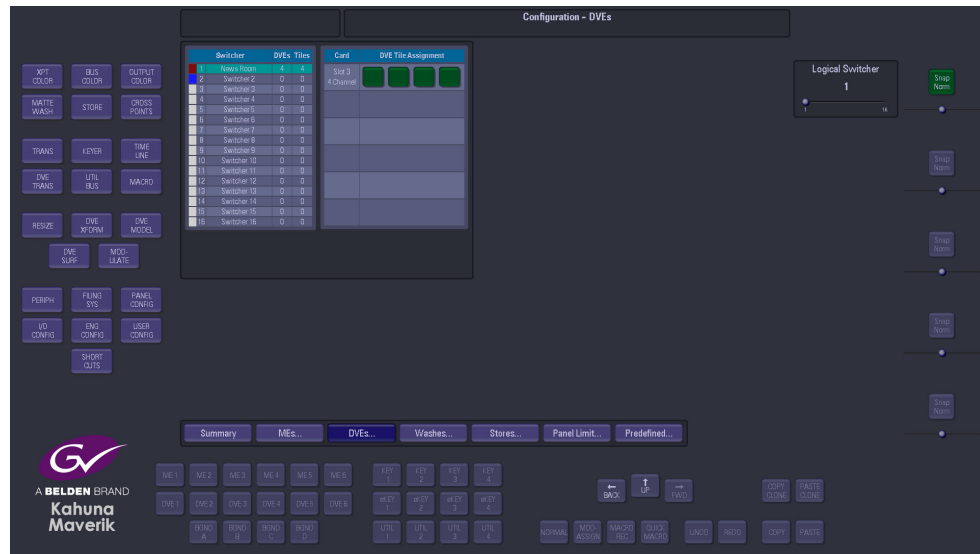 Configuration - DVEs
Switcher DVEs Tiles
1 News Room 4 4
2 Switcher 2 0 0
3 Switcher 3 0 0
4 Switcher 4 0 0
5 Switcher 5 0 0
6 Switcher 6 0 0
7 Switcher 7 0 0
8 Switcher 8 0 0
9 Switcher 9 0 0
10 Switcher 10 0 0
11 Switcher 11 0 0
12 Switcher 12 0 0
13 Switcher 13 0 0
14 Switcher 14 0 0
15 Switcher 15 0 0
16 Switcher 16 0 0
Card DVE Tile Assignment
Slot 3
4 Channel
Logical Switcher
1
1 16
Snap
Norm
Snap
Norm
Snap
Norm
Snap
Norm
Snap
Norm
XPT
COLOR
BUS
COLOR
OUTPUT
COLOR
MATTE
WASH
STORE
CROSS
POINTS
TRANS
KEYER
TIME
LINE
DVE
TRANS
UTIL
BUS
MACRO
RESIZE
DVE
XFORM
DVE
MODEL
DVE
SURF
MOD-
ULATE
PERIPH
FILING
SYS
PANEL
CONFIG
I/O
CONFIG
ENG
CONFIG
USER
CONFIG
SHORT
CUTS
Summary
MEs...
DVEs...
Washes...
Stores...
Panel Limit...
Predefined...
GV
A BELDEN BRAND
Kahuna
Maverik
ME 1
ME 2
ME 3
ME 4
ME 5
ME 6
DVE 1
DVE 2
DVE 3
DVE 4
DVE 5
DVE 6
BGND
A
BGND
B
BGND
C
BGND
D
KEY
1
KEY
2
KEY
3
KEY
4
eKEY
1
eKEY
2
eKEY
3
eKEY
4
UTIL
1
UTIL
2
UTIL
3
UTIL
4
←
BACK
↑
UP
→
FWD
COPY
CLONE
PASTE
CLONE
NORMAL
MOD-
ASSIGN
MACRO
REC
QUICK
MACRO
UNDO
REDO
COPY
PASTE